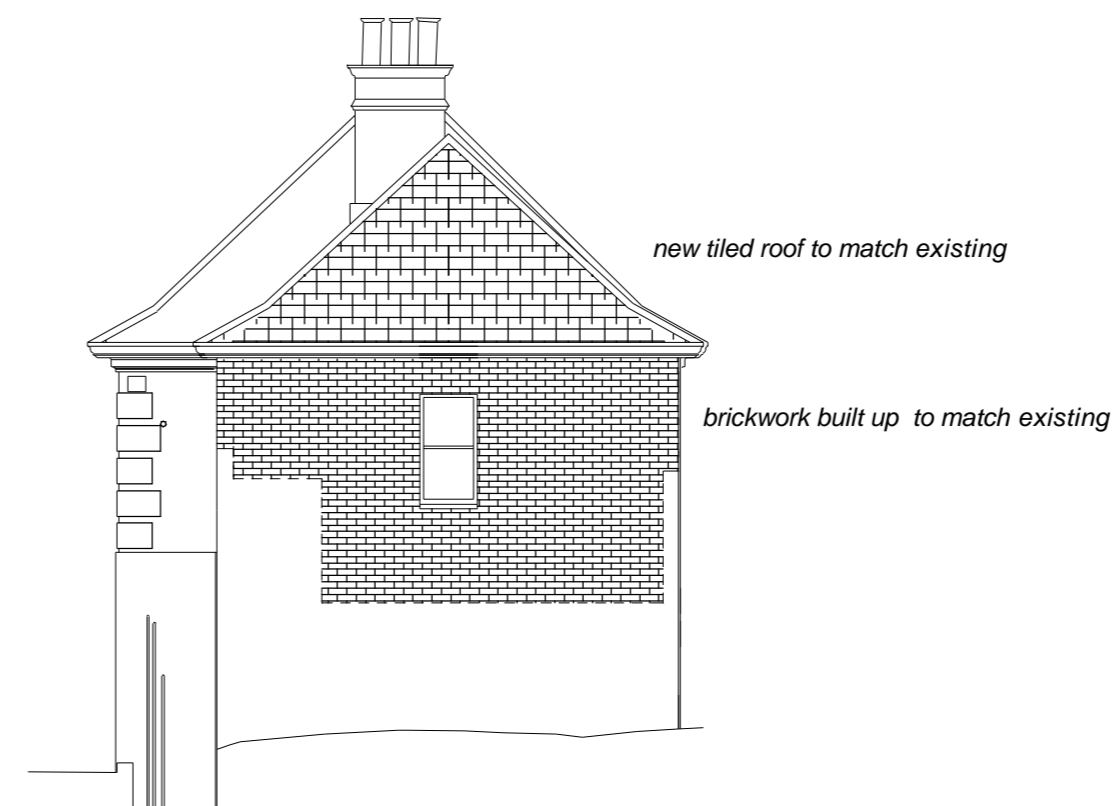 new tiled roof to match existing
brickwork built up to match existing